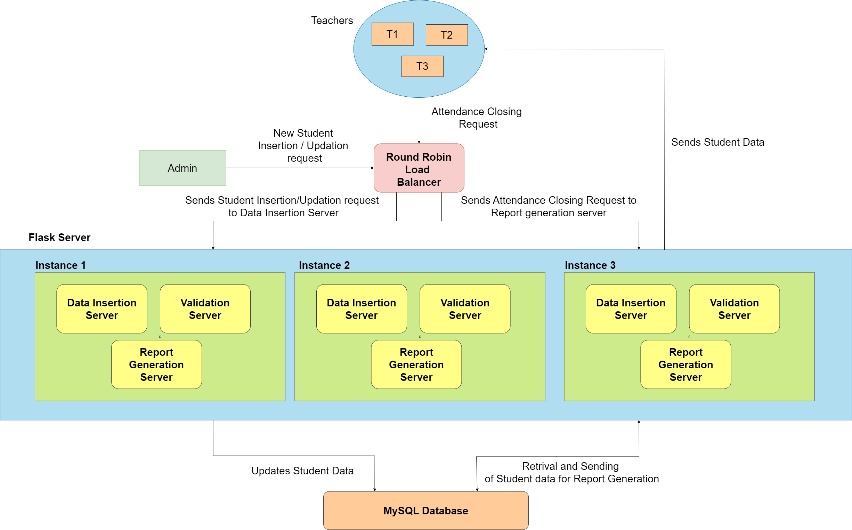 Teachers
T1
T2
T3
Attendance Closing
Request
New Student
Insertion / Updation
request
Sends Student Data
Admin
Round Robin
Load
Balancer
Sends Student Insertion/Updation request
to Data Insertion Server
Sends Attendance Closing Request to
Report generation server
Flask Server
Instance 1
Instance 2
Instance 3
Data Insertion
Server
Validation
Server
Report
Generation
Server
Data Insertion
Server
Validation
Server
Report
Generation
Server
Data Insertion
Server
Validation
Server
Report
Generation
Server
Updates Student Data
Retrival and Sending
of Student data for Report Generation
MySQL Database